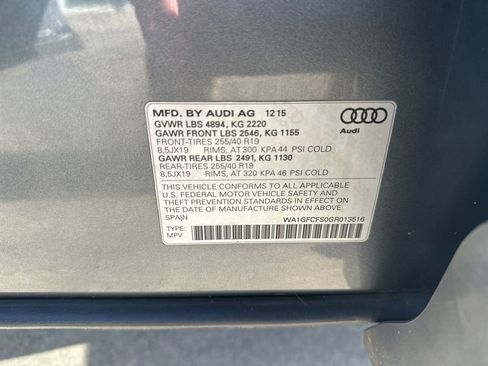 MFD. BY AUDI AG 12 15
GVWR LBS 4894, KG 2220
GAWR FRONT LBS 2546, KG 1155
FRONT-TIRES 255/40 R19
8,5JX19 RIMS, AT 300 KPA 44 PSI COLD
GAWR REAR LBS 2491, KG 1130
REAR-TIRES 255/40 R19
8,5JX19 RIMS, AT 320 KPA 46 PSI COLD
THIS VEHICLE CONFORMS TO ALL APPLICABLE
U.S. FEDERAL MOTOR VEHICLE SAFETY AND
THEFT PREVENTION STANDARDS IN EFFECT ON
THE DATE OF MANUFACTURE SHOWN ABOVE.
SPAIN
WA1GFCFS0GR013516
TYPE:
MPV
Audi